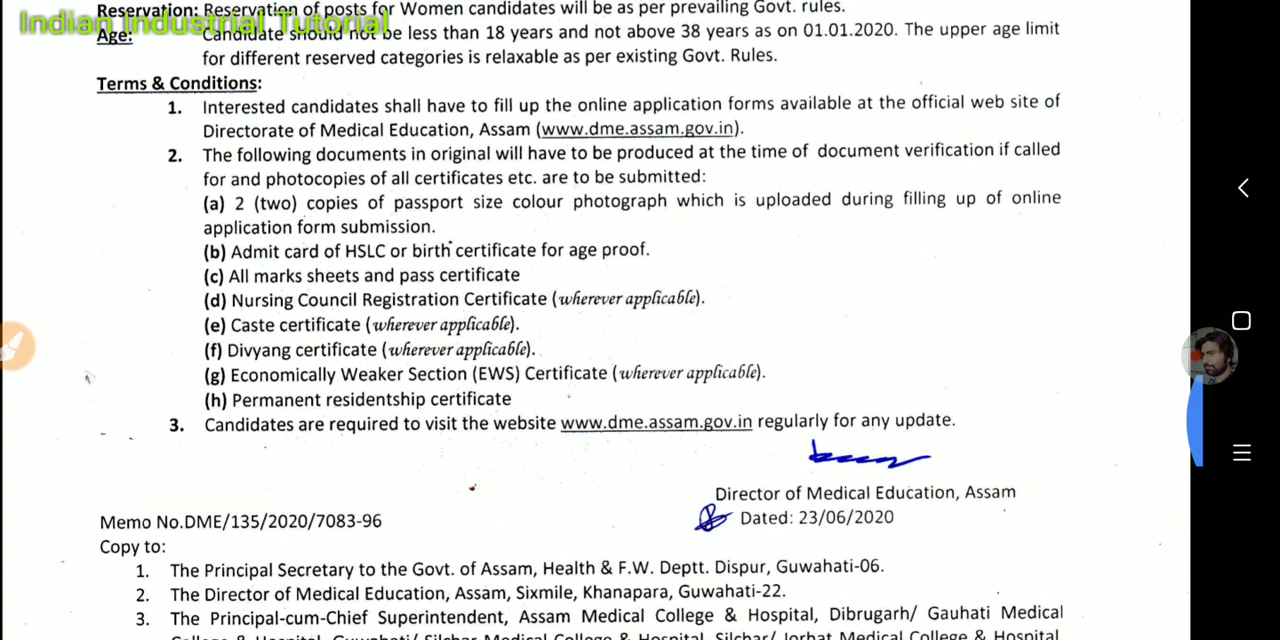 Reservation: Reservation of posts for Women candidates will be as per prevailing Govt. rules.
Indian Industrial Tutorial
Age: Candidate should not be less than 18 years and not above 38 years as on 01.01.2020. The upper age limit
for different reserved categories is relaxable as per existing Govt. Rules.
Terms & Conditions:
1. Interested candidates shall have to fill up the online application forms available at the official web site of
Directorate of Medical Education, Assam (www.dme.assam.gov.in).
2. The following documents in original will have to be produced at the time of document verification if called
for and photocopies of all certificates etc. are to be submitted:
(a) 2 (two) copies of passport size colour photograph which is uploaded during filling up of online
application form submission.
(b) Admit card of HSLC or birth certificate for age proof.
(c) All marks sheets and pass certificate
(d) Nursing Council Registration Certificate (wherever applicable).
(e) Caste certificate (wherever applicable).
(f) Divyang certificate (wherever applicable).
(g) Economically Weaker Section (EWS) Certificate (wherever applicable).
(h) Permanent residentship certificate
3. Candidates are required to visit the website www.dme.assam.gov.in regularly for any update.
Director of Medical Education, Assam
Memo No.DME/135/2020/7083-96
Dated: 23/06/2020
Copy to:
1. The Principal Secretary to the Govt. of Assam, Health & F.W. Deptt. Dispur, Guwahati-06.
2. The Director of Medical Education, Assam, Sixmile, Khanapara, Guwahati-22.
3. The Principal-cum-Chief Superintendent, Assam Medical College & Hospital, Dibrugarh/ Gauhati Medical
College & Hospital, Guwahati/ Silchar Medical College & Hospital, Silchar/ Jorhat Medical College & Hospital,